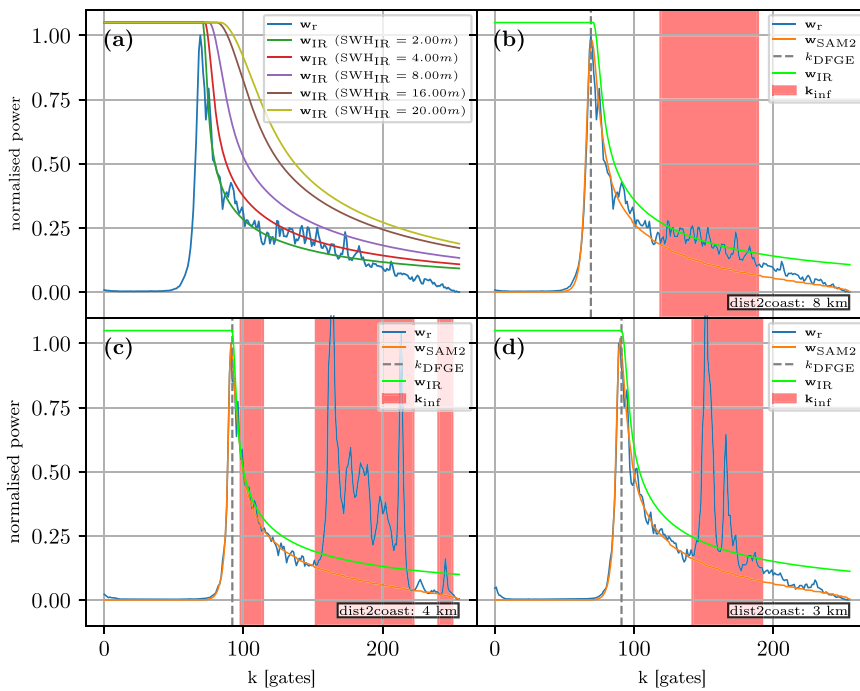 (a)
w_r
w_IR (SWH_IR = 2.00m)
w_IR (SWH_IR = 4.00m)
w_IR (SWH_IR = 8.00m)
w_IR (SWH_IR = 16.00m)
w_IR (SWH_IR = 20.00m)
normalised power
1.00
0.75
0.50
0.25
0.00
(b)
w_r
w_SAM2
k_DFGE
w_IR
k_inf
dist2coast: 8 km
(c)
w_r
w_SAM2
k_DFGE
w_IR
k_inf
dist2coast: 4 km
normalised power
1.00
0.75
0.50
0.25
0.00
0
100
200
k [gates]
(d)
w_r
w_SAM2
k_DFGE
w_IR
k_inf
dist2coast: 3 km
0
100
200
k [gates]